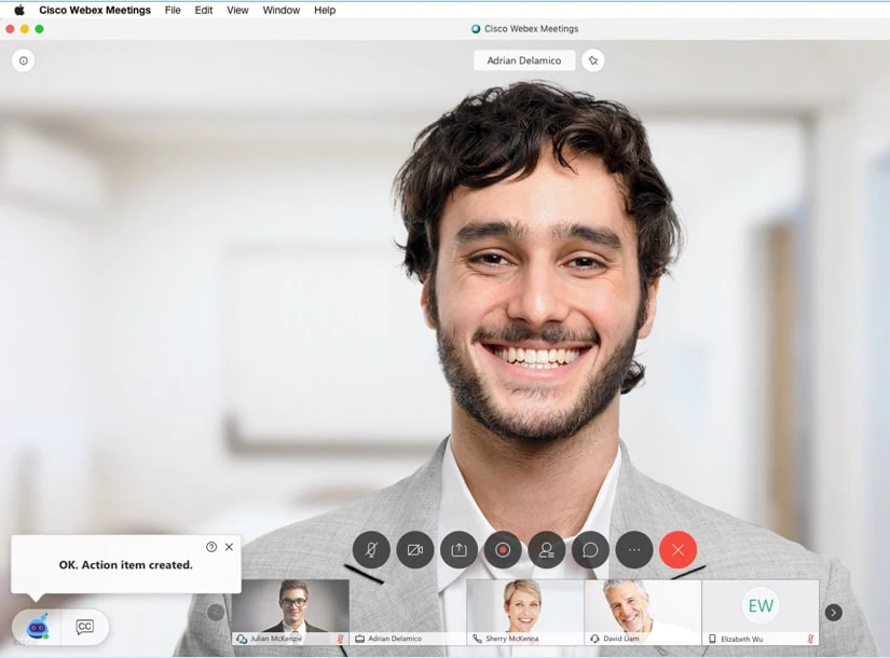 Cisco Webex Meetings File Edit View Window Help
Cisco Webex Meetings
Adrian Delamico
OK. Action item created.
CC
EW
Julian McKenzie Adrian Delamico Sherry McKenna David Liam Elizabeth Wu